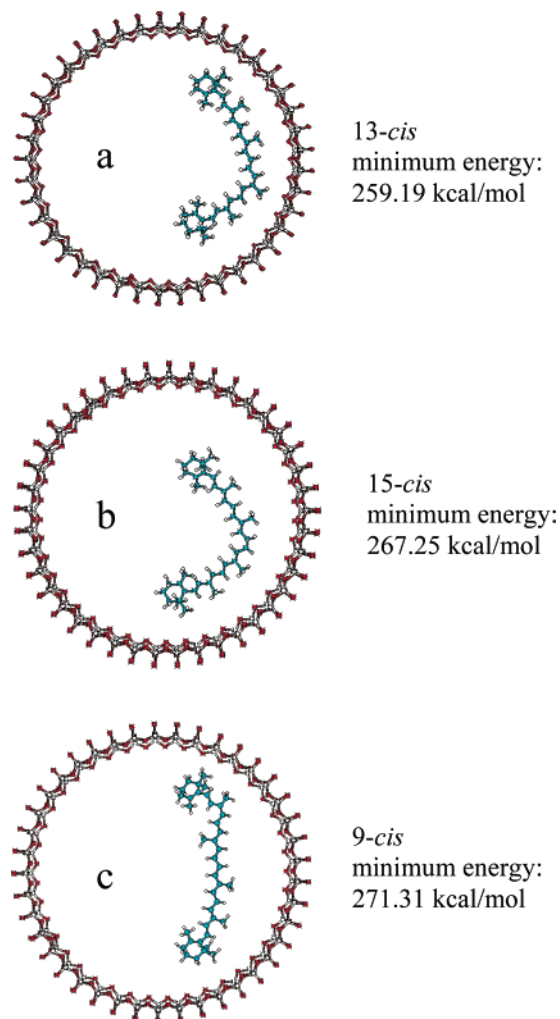 a
13-cis
minimum energy:
259.19 kcal/mol
b
15-cis
minimum energy:
267.25 kcal/mol
c
9-cis
minimum energy:
271.31 kcal/mol